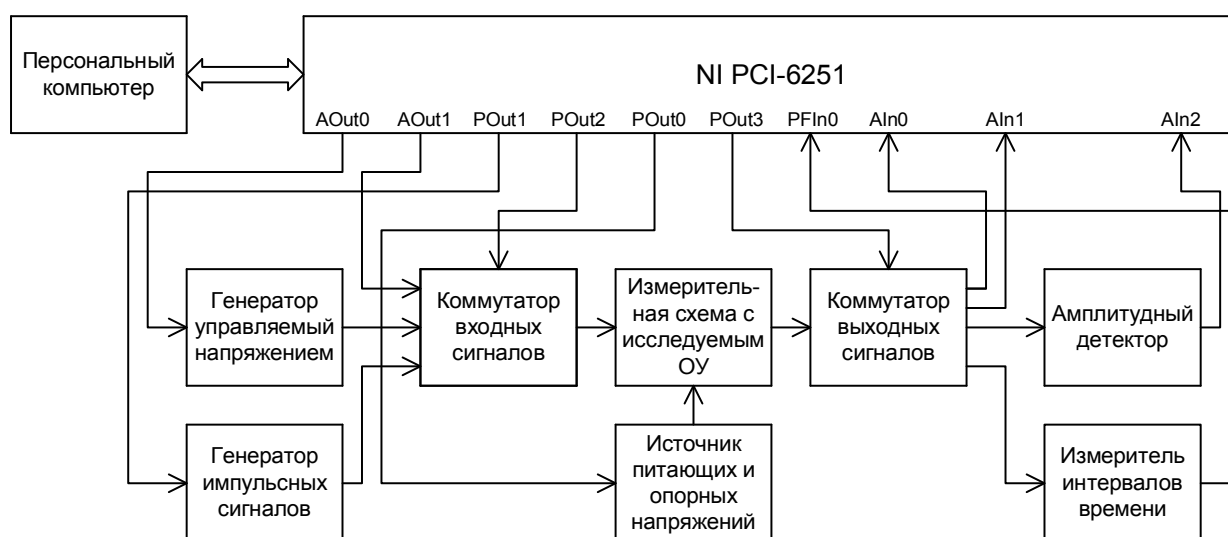 Персональный
компьютер
NI PCI-6251
AOut0 AOut1 POut1 POut2 POut0 POut3 PFIn0 AIn0 AIn1 AIn2
Генератор
управляемый
напряжением
Коммутатор
входных
сигналов
Измеритель-
ная схема с
исследуемым
ОУ
Коммутатор
выходных
сигналов
Амплитудный
детектор
Генератор
импульсных
сигналов
Источник
питающих и
опорных
напряжений
Измеритель
интервалов
времени